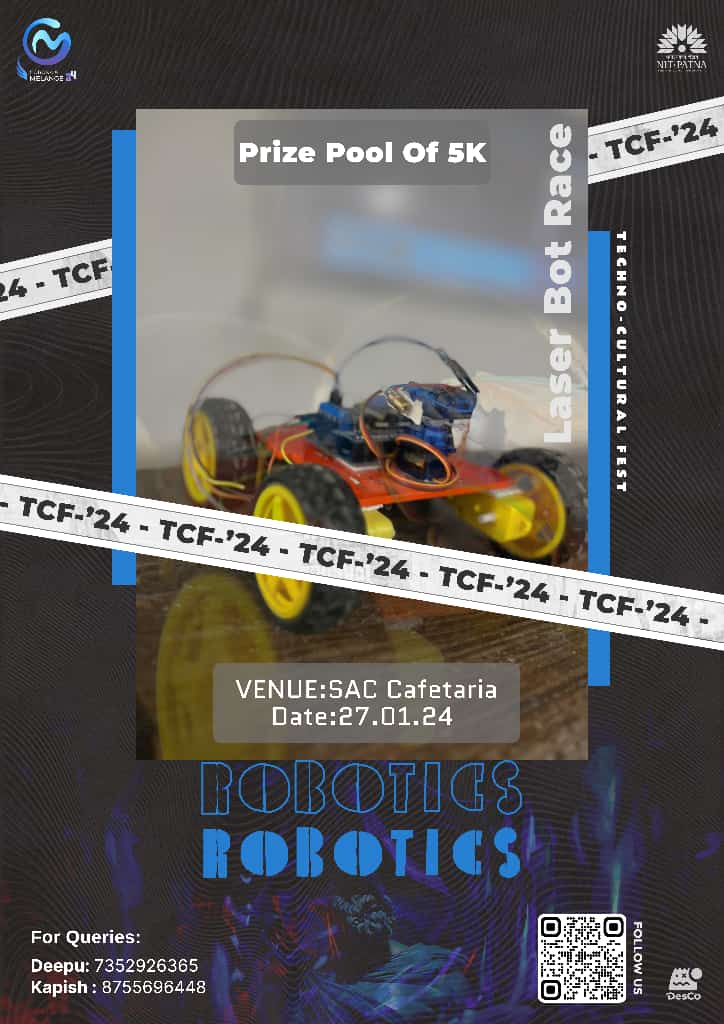 MELANGE
NIT-PATNA
Prize Pool Of 5K
Laser Bot Race
- TCF-'24
24 - TCF-
TECHNO-CULTURAL FEST
- TCF-'24 - TCF-'24 - TCF-'24 - TCF-'24 - TCF-'24 -
VENUE:SAC Cafetaria
Date:27.01.24
ROBOTICS
ROBOTICS
For Queries:
Deepu: 7352926365
Kapish : 8755696448
FOLLOW US
DesCo